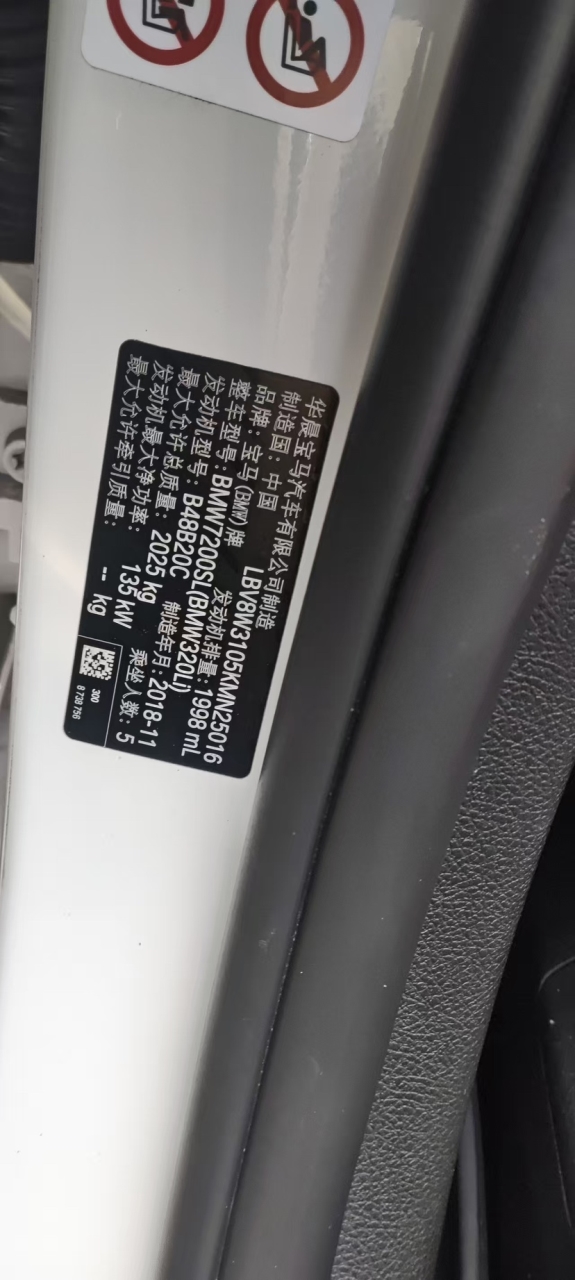 华晨宝马汽车有限公司制造
制造国：中国 LBV8W3105KMN25016
品牌：宝马(BMW)牌 发动机排量：1998 mL
整车型号：BMW7200SL(BMW320Li)
发动机型号：B48B20C 制造年月：2018-11
最大允许总质量： 2025 kg 乘坐人数：5
发动机最大净功率： 135 kW
最大允许牵引质量： -- kg
300
8 738 756